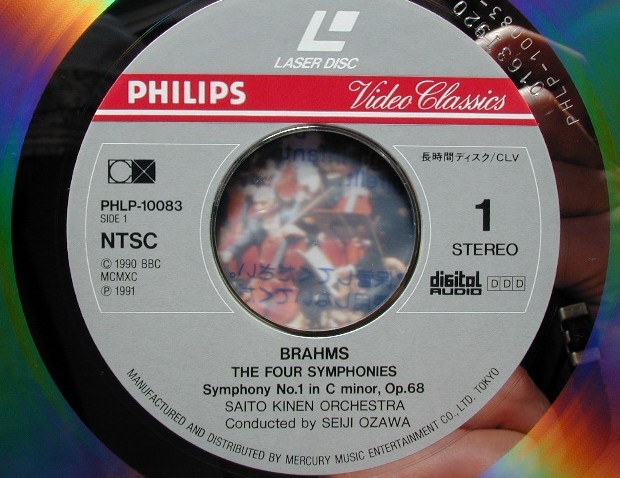 LASER DISC
PHILIPS
Video Classics
長時間ディスク/CLV
PHLP-10083
SIDE 1
1
NTSC
STEREO
© 1990 BBC
MCMXC
℗ 1991
digital AUDIO
DDD
BRAHMS
THE FOUR SYMPHONIES
Symphony No.1 in C minor, Op.68
SAITO KINEN ORCHESTRA
Conducted by SEIJI OZAWA
MANUFACTURED AND DISTRIBUTED BY MERCURY MUSIC ENTERTAINMENT CO., LTD. TOKYO